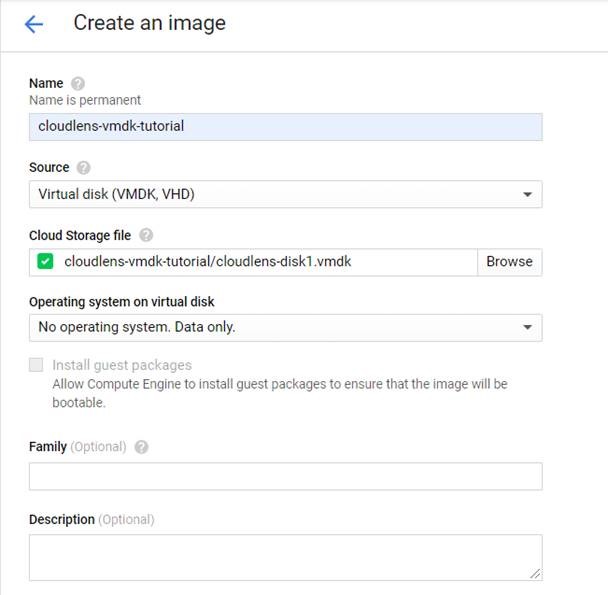 Create an image
Name
Name is permanent
cloudlens-vmdk-tutorial
Source
Virtual disk (VMDK, VHD)
Cloud Storage file
cloudlens-vmdk-tutorial/cloudlens-disk1.vmdk Browse
Operating system on virtual disk
No operating system. Data only.
Install guest packages
Allow Compute Engine to install guest packages to ensure that the image will be
bootable.
Family (Optional)
Description (Optional)